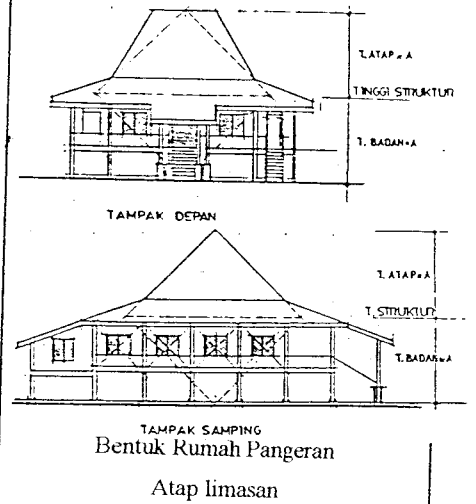 T. ATAP = A
TINGGI STRUKTUR
T. BADAN = A
TAMPAK DEPAN
T. ATAP = A
T. STRUKTUR
T. BADAN = A
TAMPAK SAMPING
Bentuk Rumah Pangeran
Atap limasan